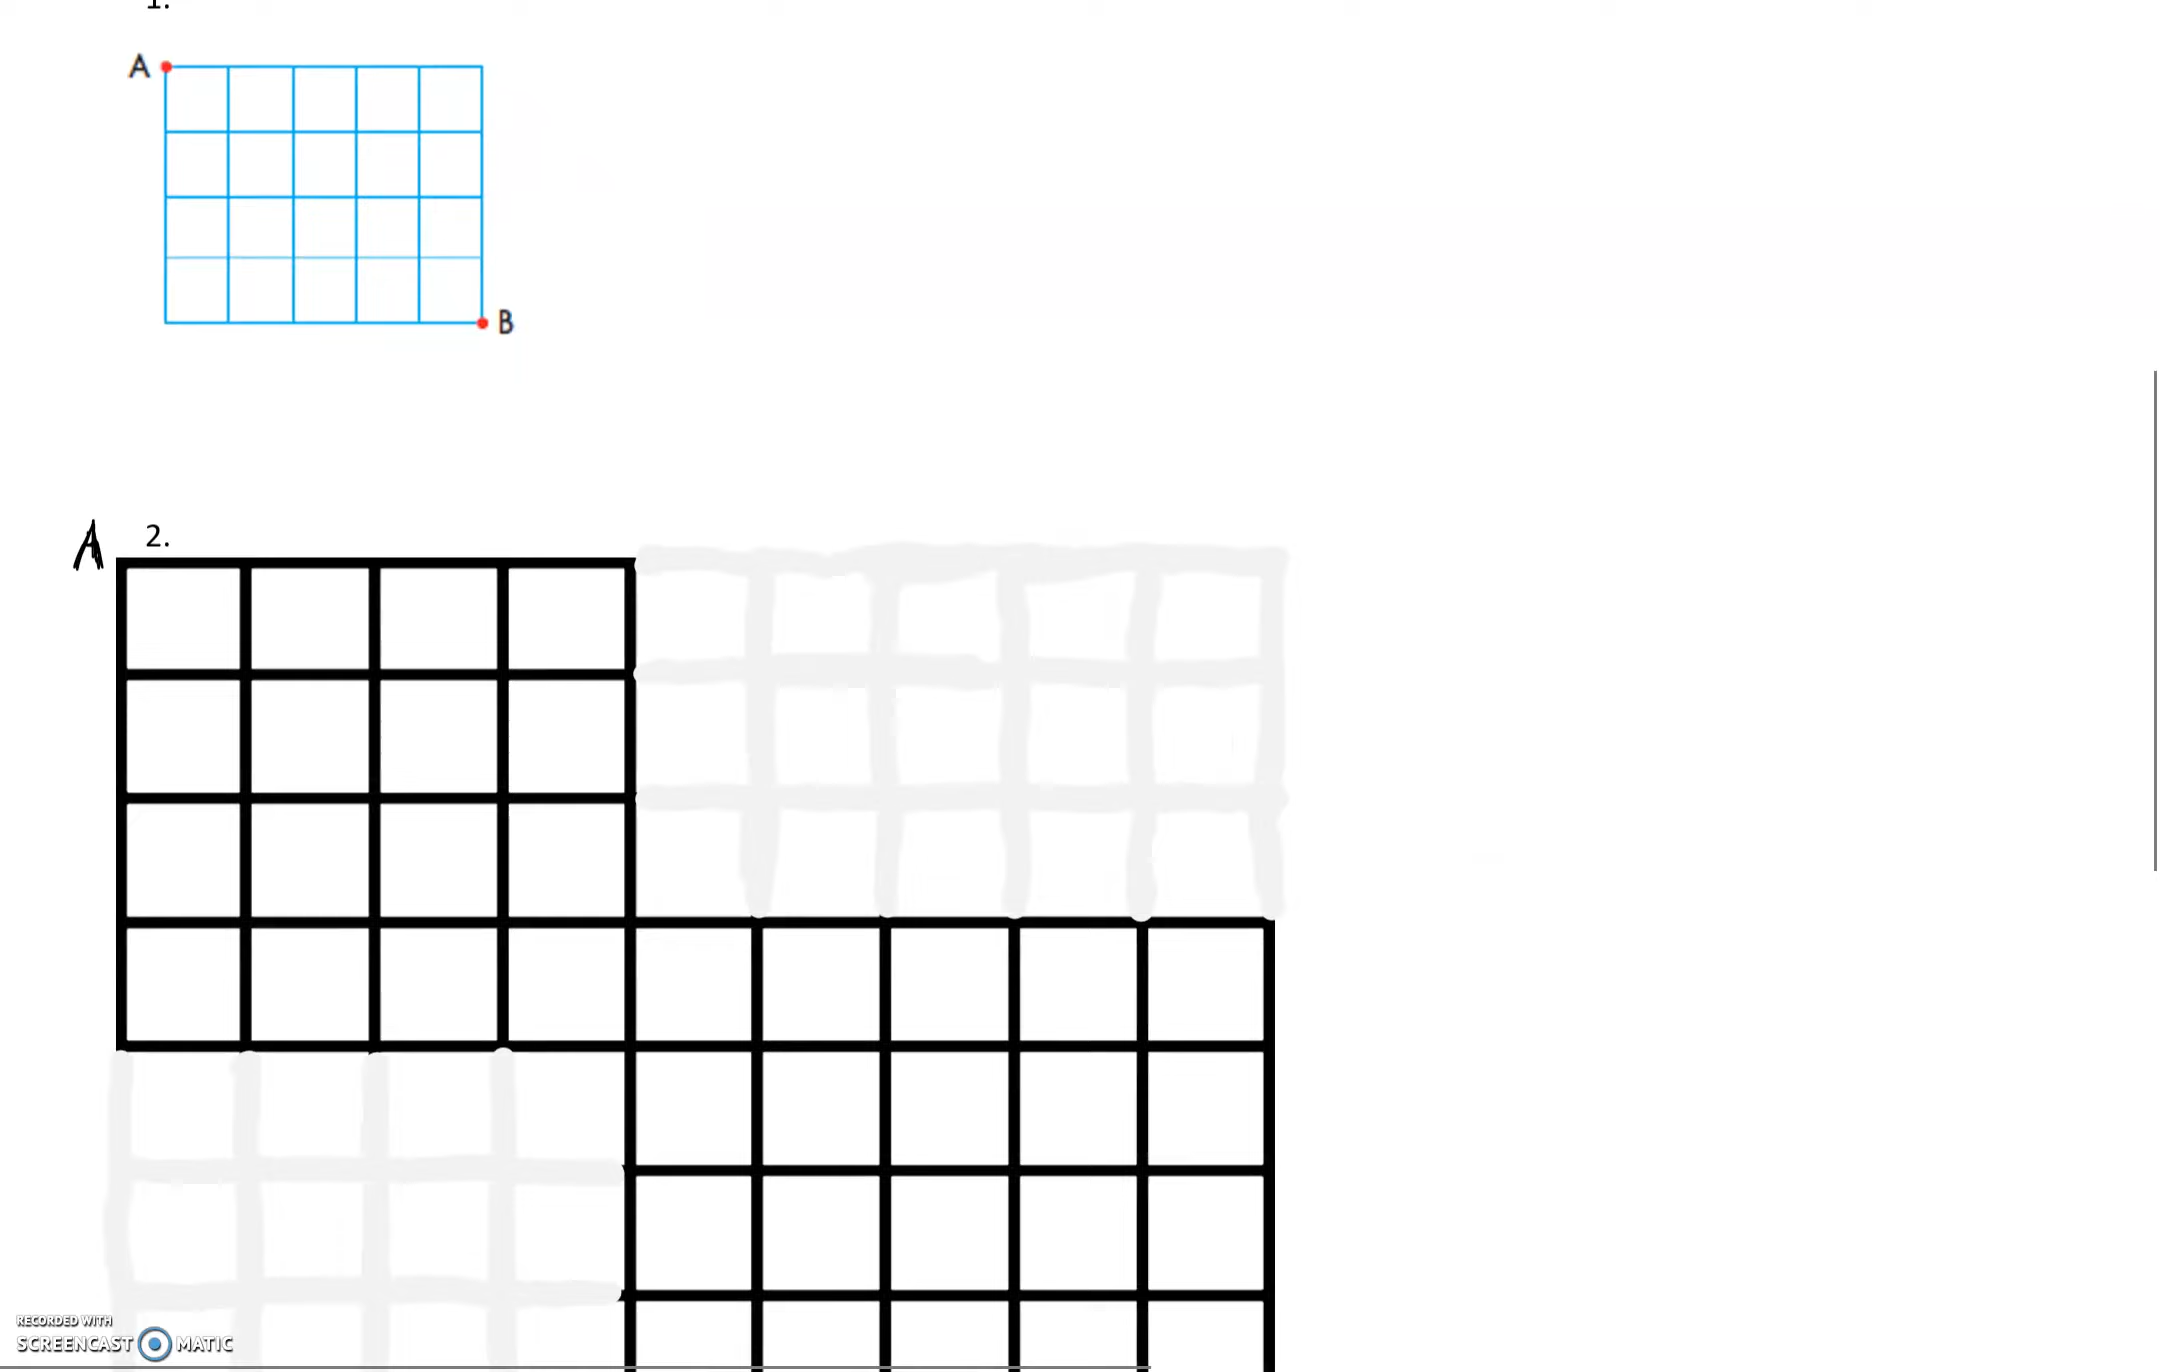 1.
A
B
A 2.
RECORDED WITH
SCREENCAST MATIC